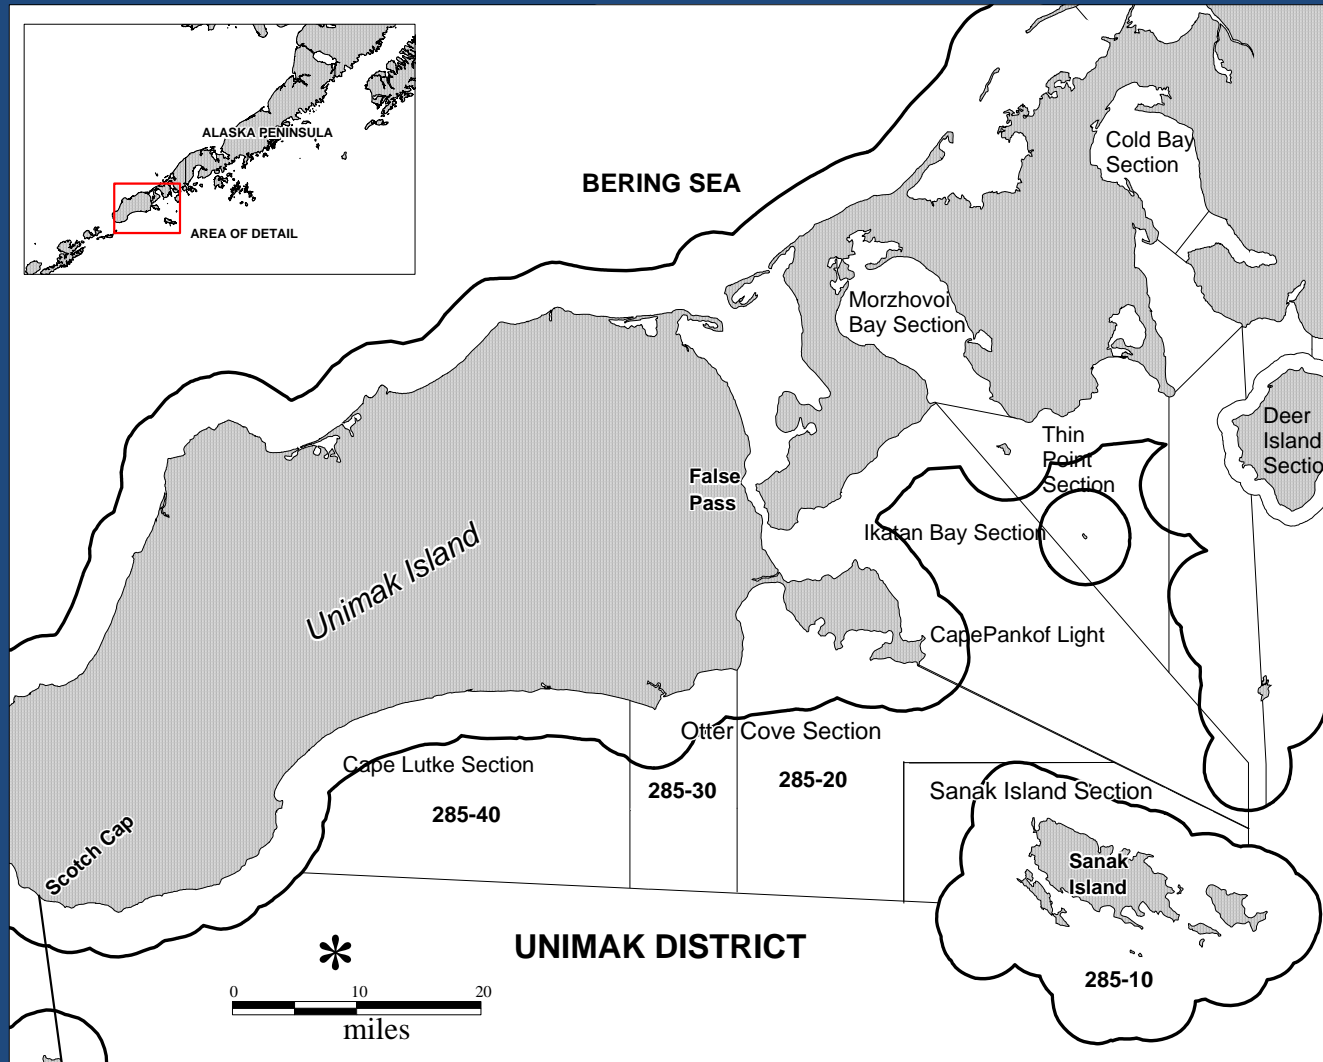 ALASKA PENINSULA
AREA OF DETAIL
BERING SEA
Cold Bay
Section
Morzhovoi
Bay Section
Deer
Island
Sectio
Thin
Point
Section
False
Pass
Ikatan Bay Section
Unimak Island
CapePankof Light
Otter Cove Section
Cape Lutke Section
285-40
285-30
285-20
Sanak Island Section
Scotch Cap
Sanak
Island
UNIMAK DISTRICT
285-10
*
0 10 20
miles